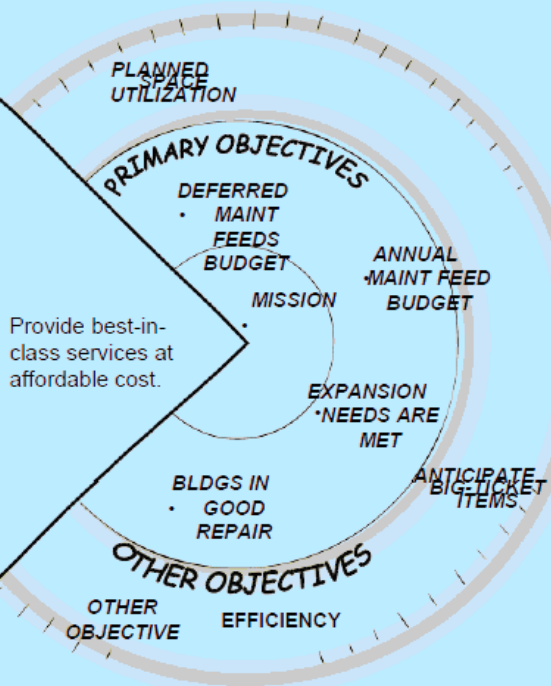 PLANNED
SPACE
UTILIZATION
PRIMARY OBJECTIVES
DEFERRED
• MAINT
FEEDS
BUDGET
ANNUAL
•MAINT FEED
BUDGET
• MISSION
Provide best-in-
class services at
affordable cost.
EXPANSION
•NEEDS ARE
MET
ANTICIPATE
BIG-TICKET
ITEMS
BLDGS IN
• GOOD
REPAIR
OTHER OBJECTIVES
OTHER
OBJECTIVE
EFFICIENCY